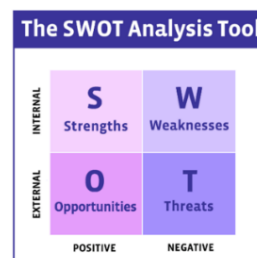 The SWOT Analysis Tool
INTERNAL
S
Strengths
W
Weaknesses
EXTERNAL
O
Opportunities
T
Threats
POSITIVE
NEGATIVE